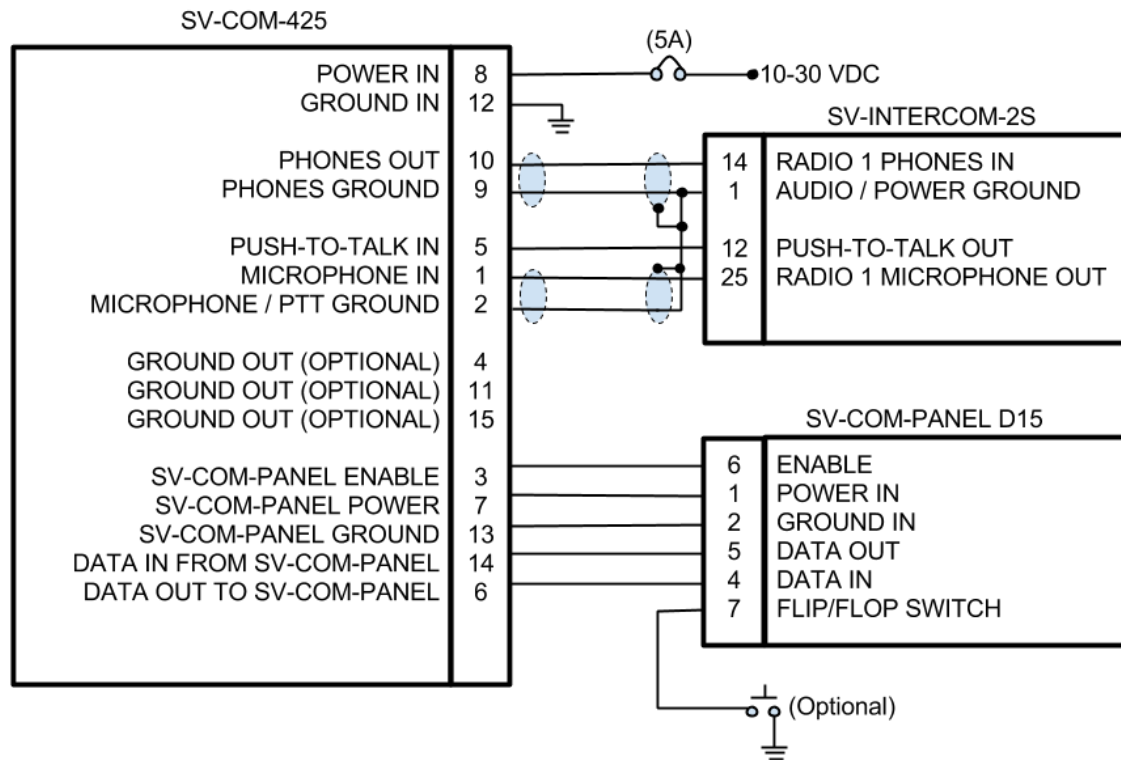 SV-COM-425
POWER IN 8
GROUND IN 12
PHONES OUT 10
PHONES GROUND 9
PUSH-TO-TALK IN 5
MICROPHONE IN 1
MICROPHONE / PTT GROUND 2
GROUND OUT (OPTIONAL) 4
GROUND OUT (OPTIONAL) 11
GROUND OUT (OPTIONAL) 15
SV-COM-PANEL ENABLE 3
SV-COM-PANEL POWER 7
SV-COM-PANEL GROUND 13
DATA IN FROM SV-COM-PANEL 14
DATA OUT TO SV-COM-PANEL 6
(5A)
10-30 VDC
SV-INTERCOM-2S
14 RADIO 1 PHONES IN
1 AUDIO / POWER GROUND
12 PUSH-TO-TALK OUT
25 RADIO 1 MICROPHONE OUT
SV-COM-PANEL D15
6 ENABLE
1 POWER IN
2 GROUND IN
5 DATA OUT
4 DATA IN
7 FLIP/FLOP SWITCH
(Optional)